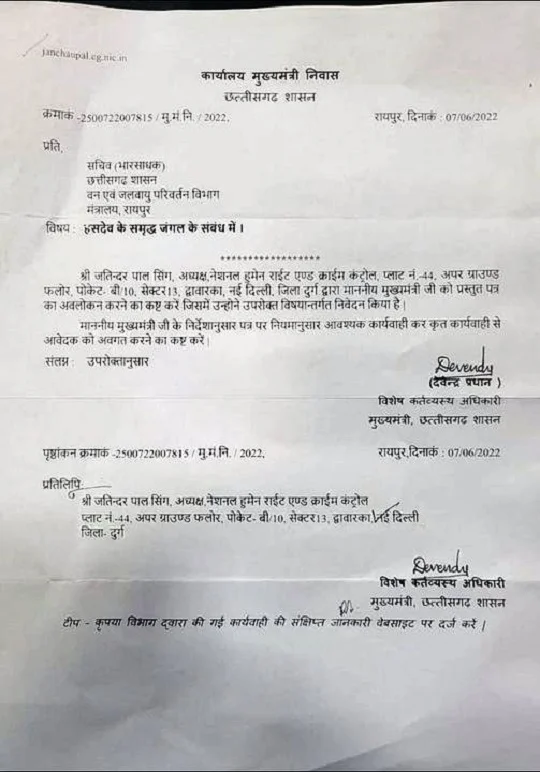 janchaupal.cg.nic.in
कार्यालय मुख्यमंत्री निवास
छत्तीसगढ शासन
क्रमाकं -2500722007815 / मु.मं.नि. / 2022,
रायपुर, दिनाकं : 07/06/2022
प्रति,
सचिव (भारसाधक)
छत्तीसगढ शासन
वन एवं जलवायु परिवर्तन विभाग
मंत्रालय, रायपुर
विषय : हसदेव के समृद्ध जंगल के संबंध में।
******************
श्री जतिन्दर पाल सिंग, अध्यक्ष,नेशनल हुमेन राईट एण्ड क्राईम कंट्रोल, प्लाट नं.-44, अपर ग्राउण्ड
फलोर, पोकेट- बी/10, सेक्टर13, द्वावारका, नई दिल्ली, जिला दुर्ग द्वारा माननीय मुख्यमंत्री जी को प्रस्तुत पत्र
का अवलोकन करने का कष्ट करें जिसमें उन्होने उपरोक्त विषयान्तर्गत निवेदन किया है।
माननीय मुख्यमंत्री जी के निर्देशानुसार पत्र पर नियमानुसार आवश्यक कार्यवाही कर कृत कार्यवाही से
आवेदक को अवगत करने का कष्ट करें।
संलग्न : उपरोक्तानुसार
Devendy
(देवेन्द्र प्रधान )
विशेष कर्तव्यस्थ अधिकारी
मुख्यमंत्री, छत्तीसगढ शासन
पृष्ठांकन क्रमाकं -2500722007815 / मु.मं.नि. / 2022,
रायपुर,दिनाकं : 07/06/2022
प्रतिलिपि
श्री जतिन्दर पाल सिंग, अध्यक्ष,नेशनल हुमेन राईट एण्ड क्राईम कंट्रोल
प्लाट नं.-44, अपर ग्राउण्ड फलोर, पोकेट- बी/10, सेक्टर13, द्वावारका, नई दिल्ली
जिला- दुर्ग
Devendy
विशेष कर्तव्यस्थ अधिकारी
मुख्यमंत्री, छत्तीसगढ शासन
टीप - कृपया विभाग द्वारा की गई कार्यवाही की संक्षिप्त जानकारी वेबसाइट पर दर्ज करें |